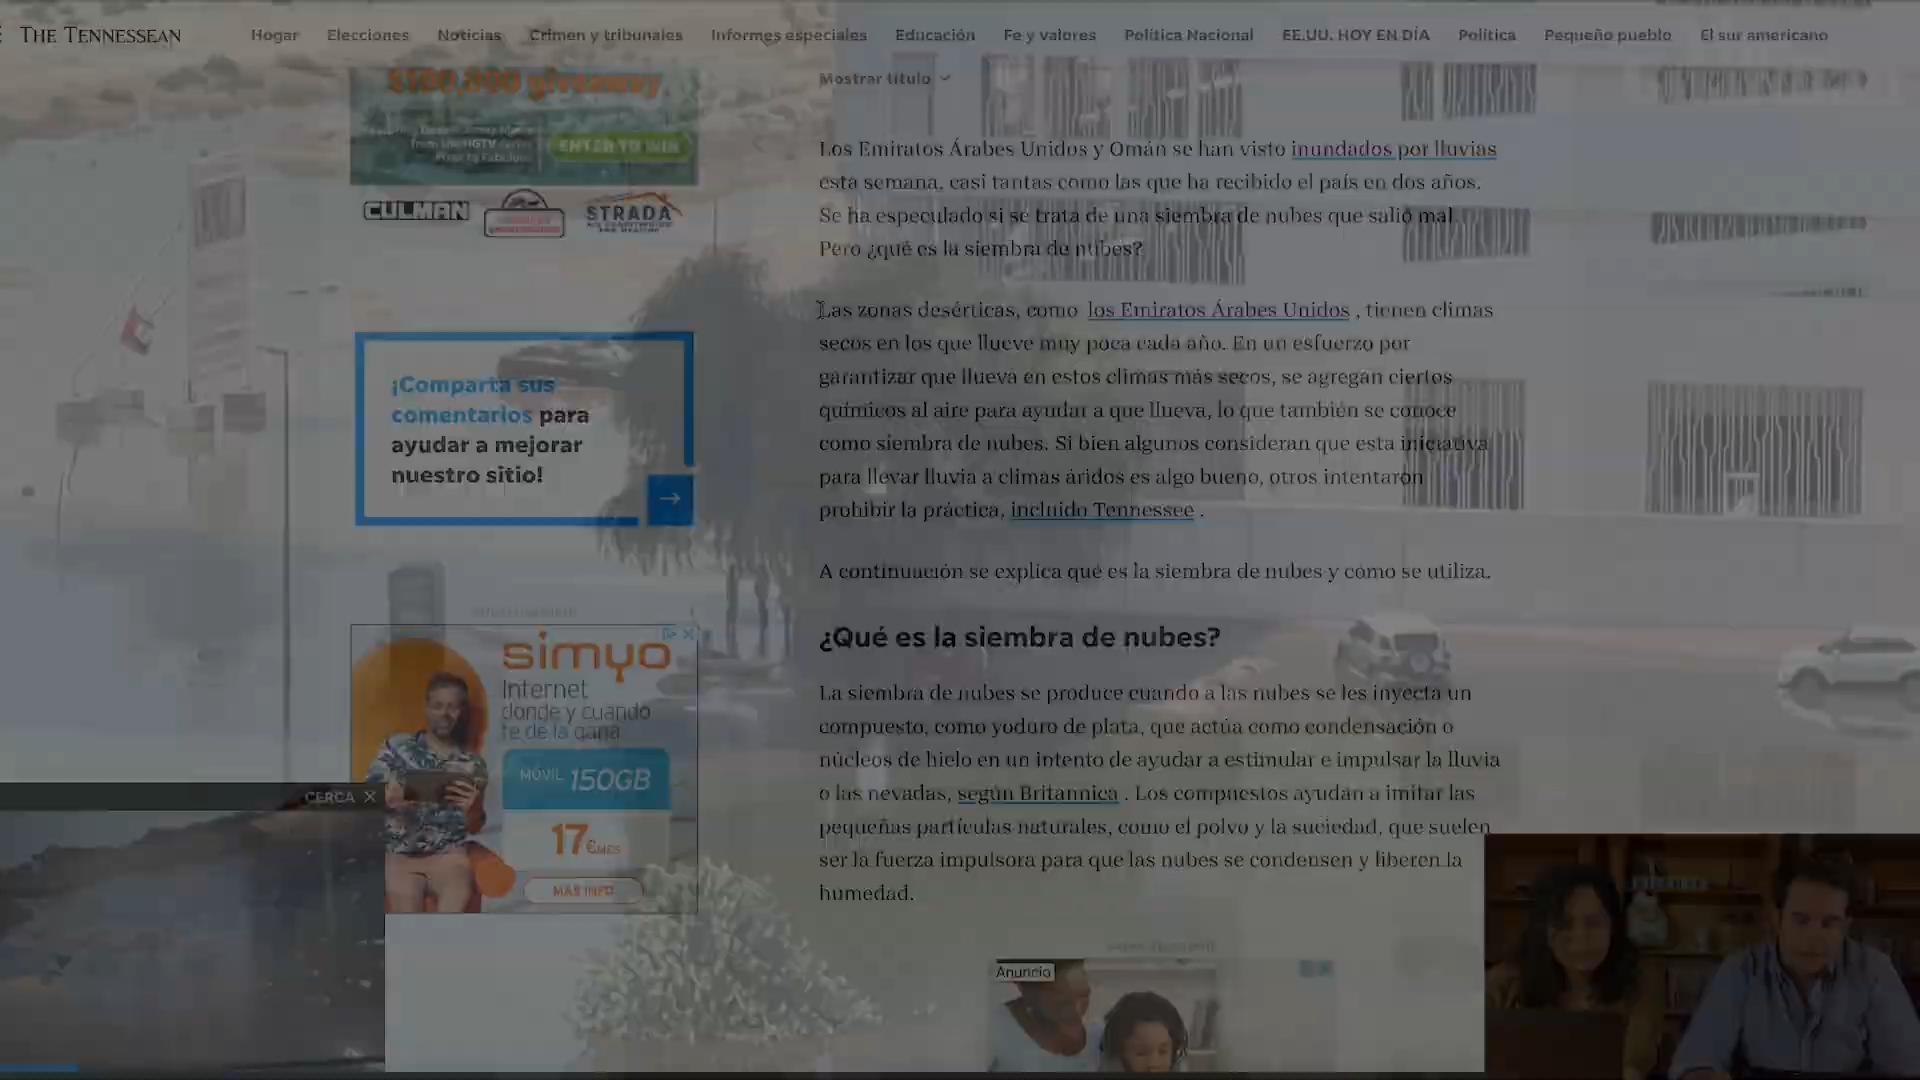 THE TENNESSEAN
Hogar Elecciones Noticias Crimen y tribunales Informes especiales Educación Fe y valores Política Nacional EE.UU. HOY EN DÍA Política Pequeño pueblo El sur americano
$100,000 giveaway
from the HGTV
ENTER TO WIN
CULMAN
STRADA
¡Comparta sus
comentarios para
ayudar a mejorar
nuestro sitio!
simyo
Internet
donde y cuando
te de la gana
MÓVIL 150GB
17 €/MES
MÁS INFO
CERCA
Mostrar título
Los Emiratos Árabes Unidos y Omán se han visto inundados por lluvias
esta semana, casi tantas como las que ha recibido el país en dos años.
Se ha especulado si se trata de una siembra de nubes que salió mal.
Pero ¿qué es la siembra de nubes?
Las zonas desérticas, como los Emiratos Árabes Unidos , tienen climas
secos en los que llueve muy poca cada año. En un esfuerzo por
garantizar que llueva en estos climas más secos, se agregan ciertos
químicos al aire para ayudar a que llueva, lo que también se conoce
como siembra de nubes. Si bien algunos consideran que esta iniciativa
para llevar lluvia a climas áridos es algo bueno, otros intentaron
prohibir la práctica, incluido Tennessee .
A continuación se explica qué es la siembra de nubes y cómo se utiliza.
¿Qué es la siembra de nubes?
La siembra de nubes se produce cuando a las nubes se les inyecta un
compuesto, como yoduro de plata, que actúa como condensación o
núcleos de hielo en un intento de ayudar a estimular e impulsar la lluvia
o las nevadas, según Britannica . Los compuestos ayudan a imitar las
pequeñas partículas naturales, como el polvo y la suciedad, que suelen
ser la fuerza impulsora para que las nubes se condensen y liberen la
humedad.
Anuncio